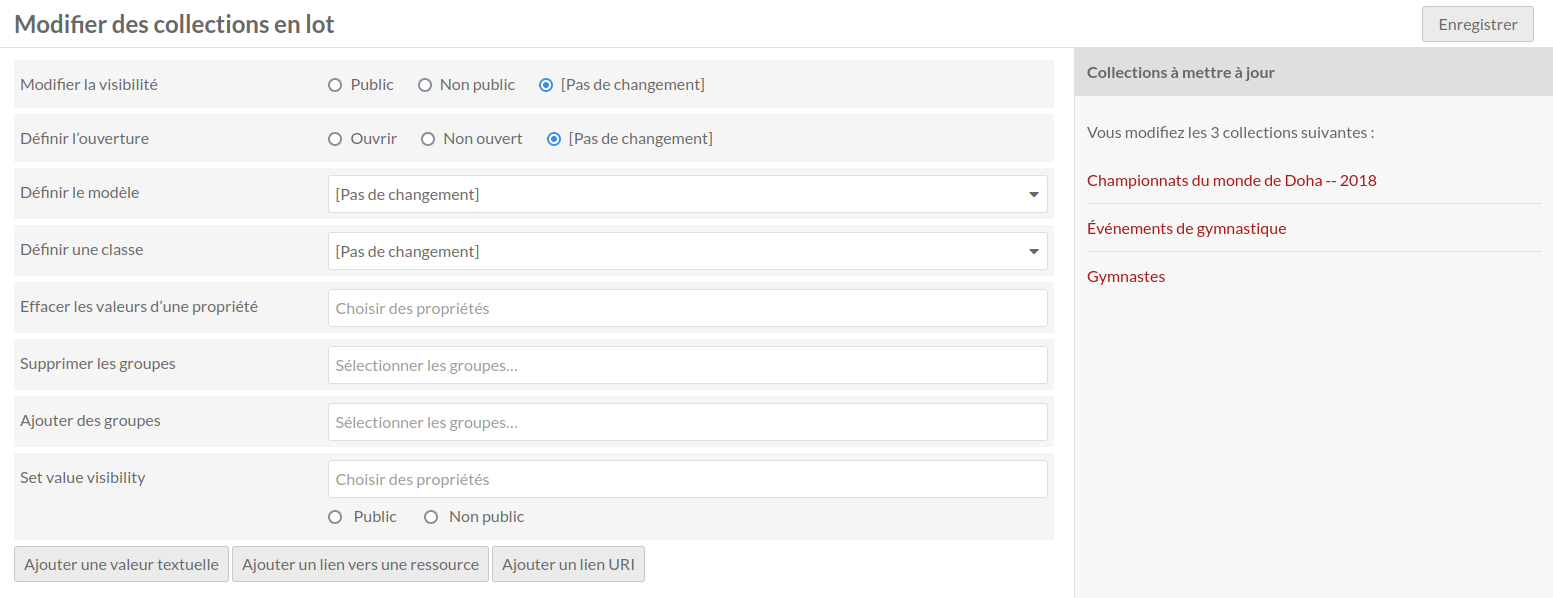 Modifier des collections en lot
Enregistrer
Modifier la visibilité
Public
Non public
[Pas de changement]
Définir l’ouverture
Ouvrir
Non ouvert
[Pas de changement]
Définir le modèle
[Pas de changement]
Définir une classe
[Pas de changement]
Effacer les valeurs d’une propriété
Choisir des propriétés
Supprimer les groupes
Sélectionner les groupes…
Ajouter des groupes
Sélectionner les groupes…
Set value visibility
Choisir des propriétés
Public
Non public
Ajouter une valeur textuelle
Ajouter un lien vers une ressource
Ajouter un lien URI
Collections à mettre à jour
Vous modifiez les 3 collections suivantes :
Championnats du monde de Doha -- 2018
Événements de gymnastique
Gymnastes